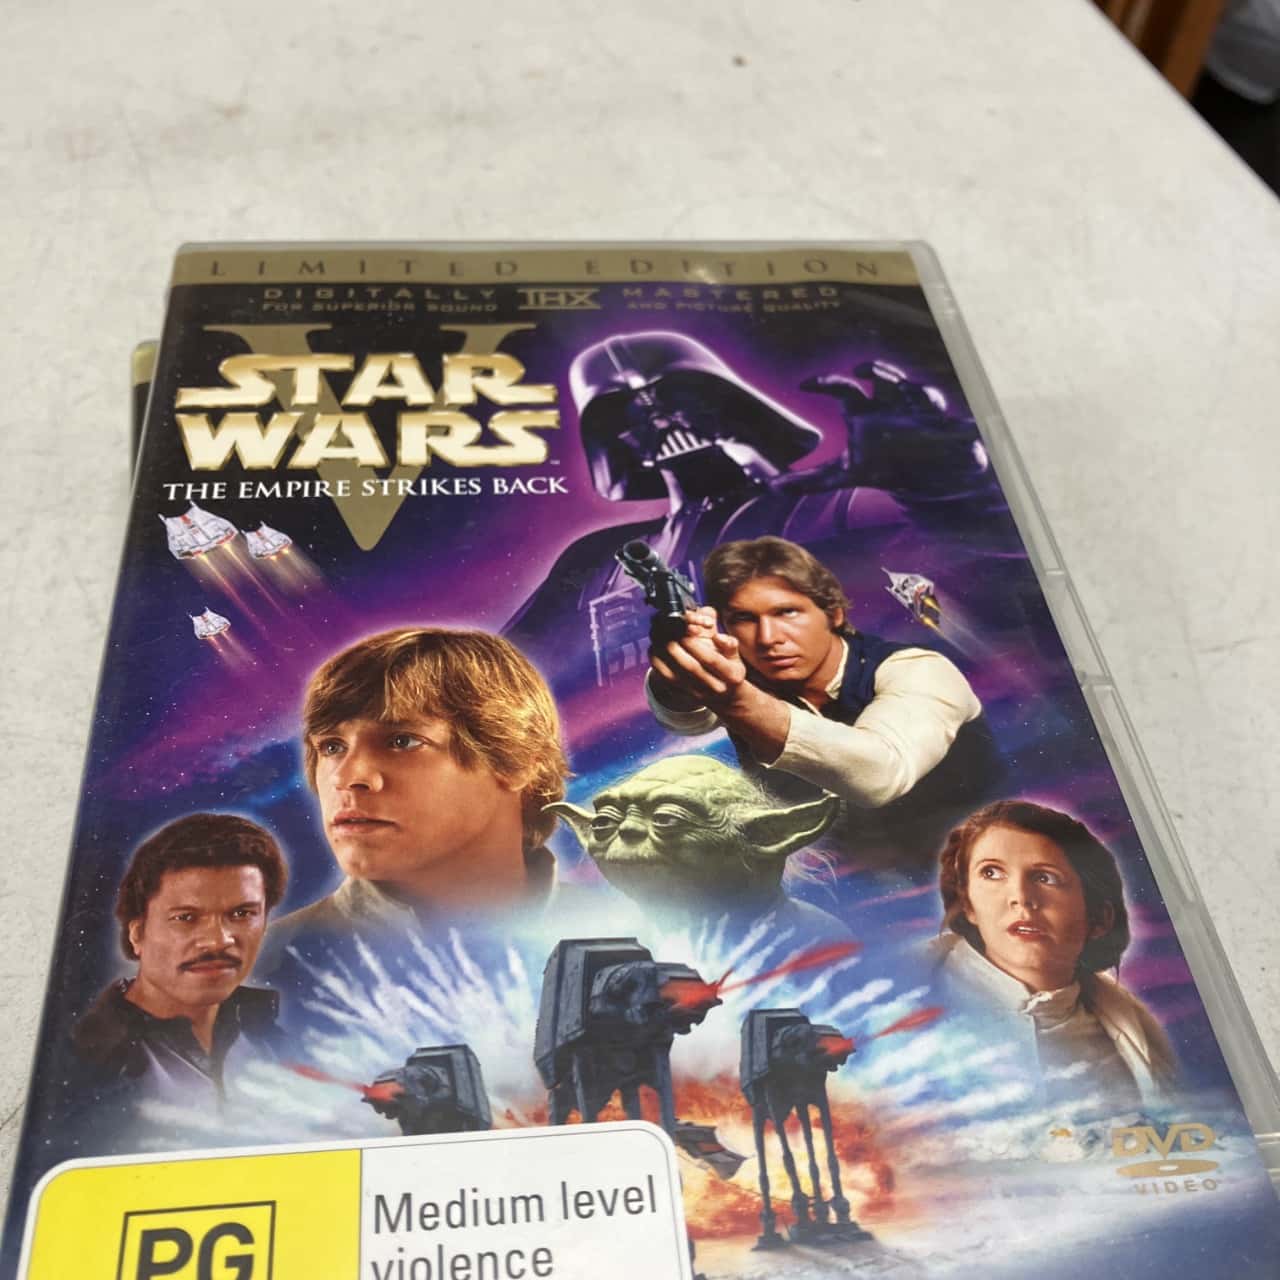 LIMITED EDITION
DIGITALLY THX MASTERED
FOR SUPERIOR SOUND AND PICTURE QUALITY
V
STAR
WARS
THE EMPIRE STRIKES BACK
DVD
VIDEO
PG
Medium level
violence